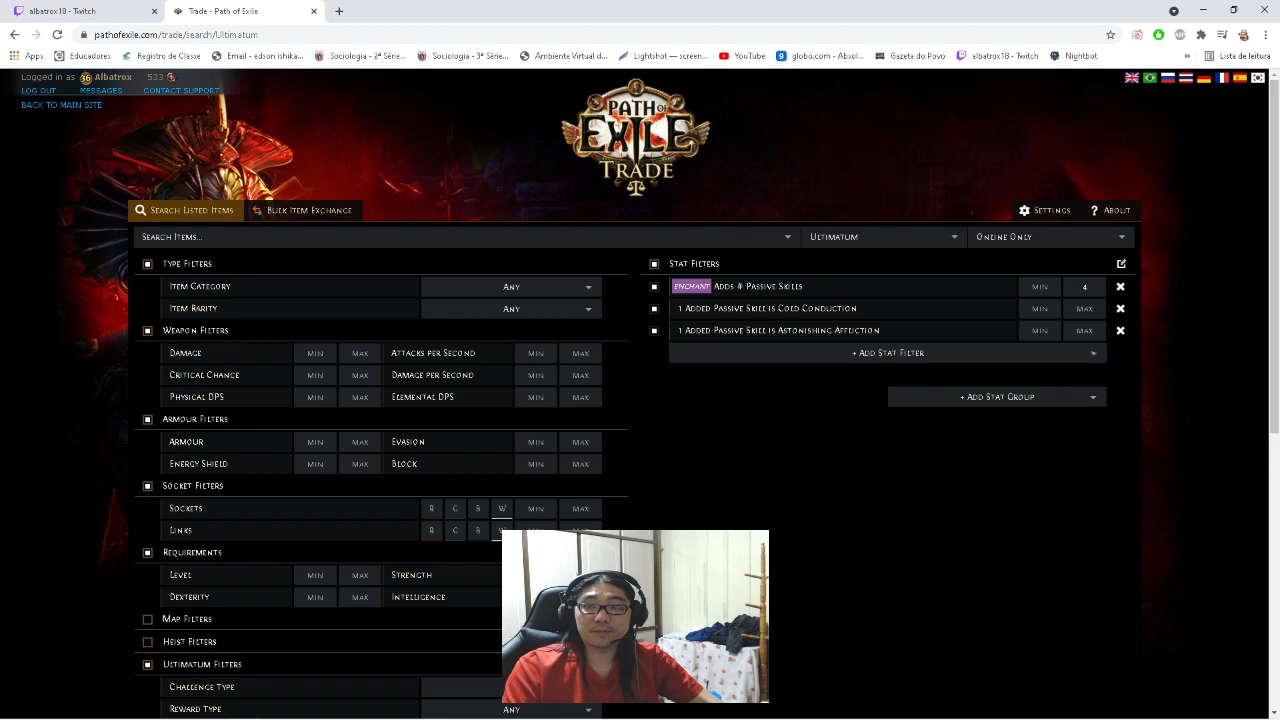 albatrox18 - Twitch
Trade - Path of Exile
pathofexile.com/trade/search/Ultimatum
Apps Educadores Registro de Classe Email - edson ishika... Sociologia - 2ª Série... Sociologia - 3ª Série... Ambiente Virtual d... Lightshot — screen... YouTube globo.com - Absol... Gazeta do Povo albatrox18 - Twitch Nightbot Lista de leitura
Logged in as Albatrox 533
LOG OUT MESSAGES CONTACT SUPPORT
BACK TO MAIN SITE
PATH OF
EXILE
TRADE
Search Listed Items Bulk Item Exchange Settings ? About
Search Items... Ultimatum Online Only
Type Filters Stat Filters
Item Category Any ENCHANT Adds # Passive Skills MIN 4
Item Rarity Any 1 Added Passive Skill is Cold Conduction MIN MAX
Weapon Filters 1 Added Passive Skill is Astonishing Affliction MIN MAX
Damage MIN MAX Attacks per Second MIN MAX + Add Stat Filter
Critical Chance MIN MAX Damage per Second MIN MAX
Physical DPS MIN MAX Elemental DPS MIN MAX + Add Stat Group
Armour Filters
Armour MIN MAX Evasion MIN MAX
Energy Shield MIN MAX Block MIN MAX
Socket Filters
Sockets R G B W MIN MAX
Links R G B
Requirements
Level MIN MAX Strength
Dexterity MIN MAX Intelligence
Map Filters
Heist Filters
Ultimatum Filters
Challenge Type
Reward Type Any